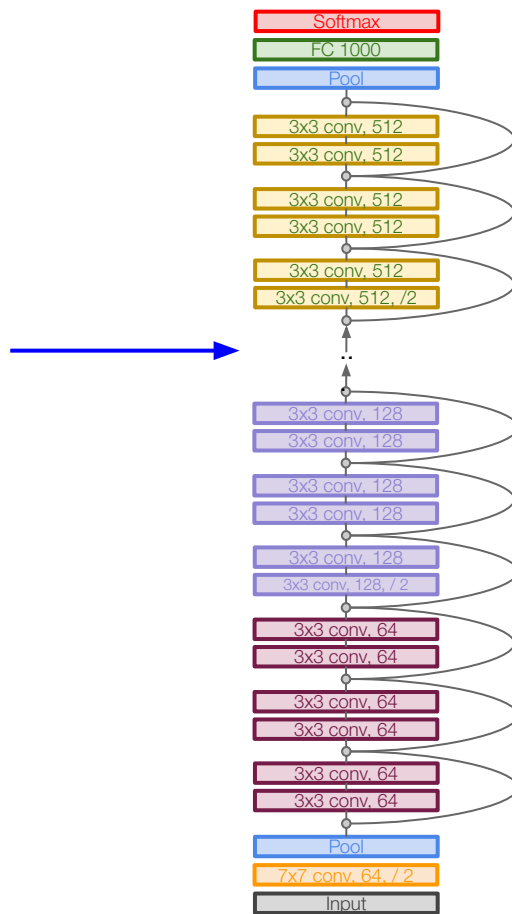 Softmax
FC 1000
Pool
3x3 conv, 512
3x3 conv, 512
3x3 conv, 512
3x3 conv, 512
3x3 conv, 512
3x3 conv, 512, /2
..
3x3 conv, 128
3x3 conv, 128
3x3 conv, 128
3x3 conv, 128
3x3 conv, 128
3x3 conv, 128, / 2
3x3 conv, 64
3x3 conv, 64
3x3 conv, 64
3x3 conv, 64
3x3 conv, 64
3x3 conv, 64
Pool
7x7 conv, 64, / 2
Input